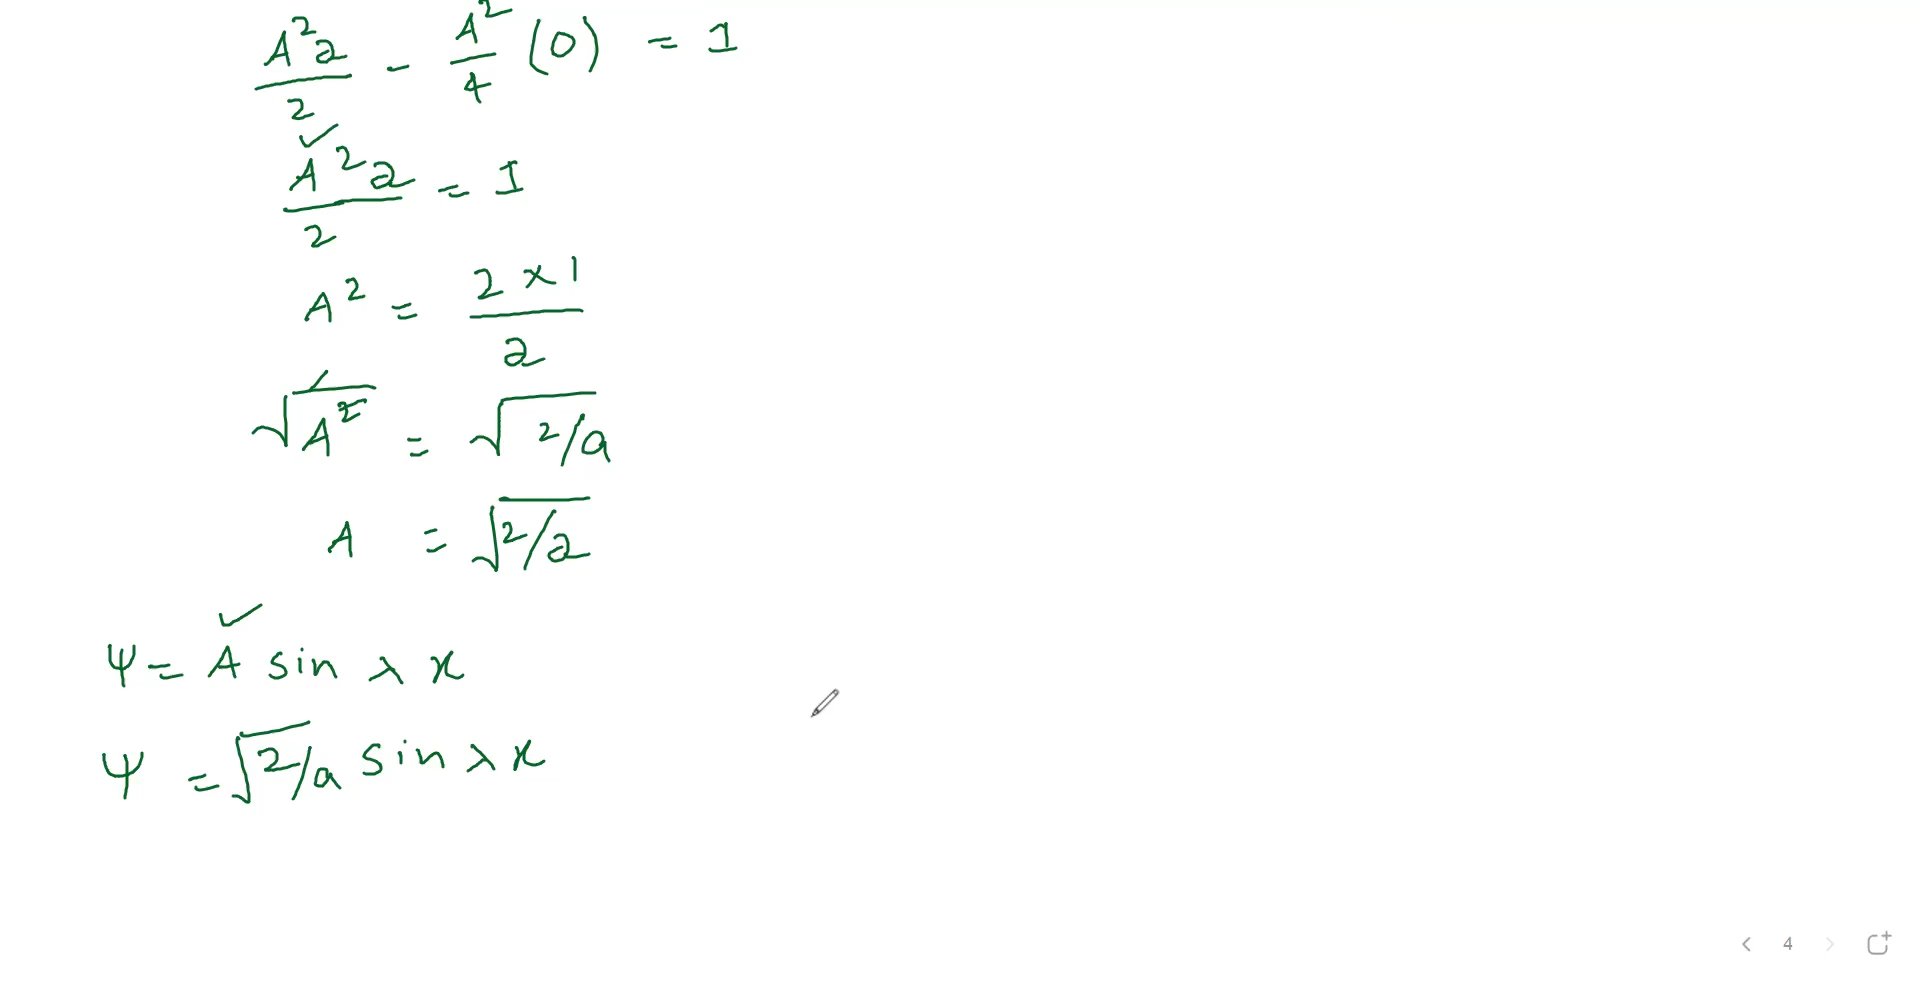 A²a/2 - A²/4 (0) = 1
A²a/2 = 1
A² = 2 × 1/a
√A² = √2/a
A = √2/a
ψ = A sin λ x
ψ = √2/a sin λ x
4